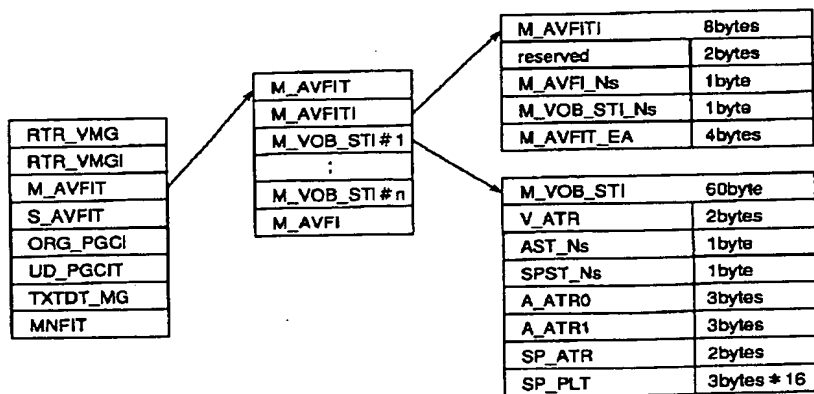 RTR_VMG
RTR_VMGI
M_AVFIT
S_AVFIT
ORG_PGCI
UD_PGCIT
TXTDT_MG
MNFIT
M_AVFIT
M_AVFITI
M_VOB_STI#1
:
M_VOB_STI#n
M_AVFI
M_AVFITI 8bytes
reserved 2bytes
M_AVFI_Ns 1byte
M_VOB_STI_Ns 1byte
M_AVFIT_EA 4bytes
M_VOB_STI 60byte
V_ATR 2bytes
AST_Ns 1byte
SPST_Ns 1byte
A_ATR0 3bytes
A_ATR1 3bytes
SP_ATR 2bytes
SP_PLT 3bytes*16